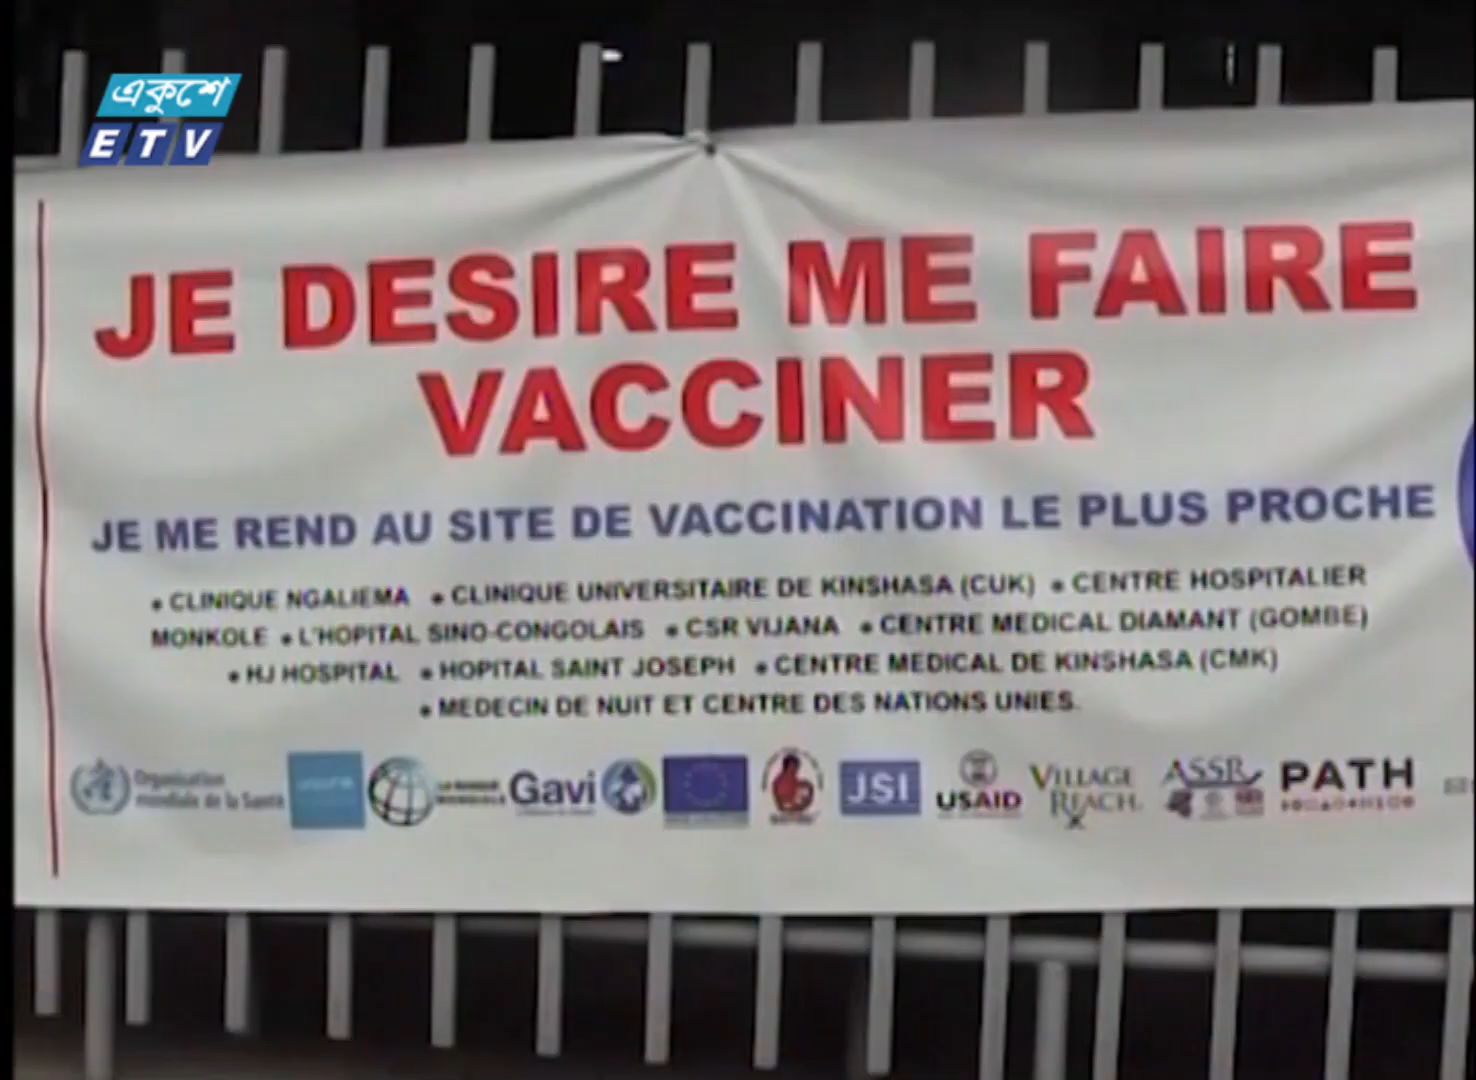 একুশে
ETV
JE DESIRE ME FAIRE
VACCINER
JE ME REND AU SITE DE VACCINATION LE PLUS PROCHE
• CLINIQUE NGALIEMA • CLINIQUE UNIVERSITAIRE DE KINSHASA (CUK) • CENTRE HOSPITALIER
MONKOLE • L'HOPITAL SINO-CONGOLAIS • CSR VIJANA • CENTRE MEDICAL DIAMANT (GOMBE)
• HJ HOSPITAL • HOPITAL SAINT JOSEPH • CENTRE MEDICAL DE KINSHASA (CMK)
• MEDECIN DE NUIT ET CENTRE DES NATIONS UNIES.
Organisation
mondiale de la Santé
unicef
Gavi
JSI
USAID
VILLAGE
REACH
ASSR
PATH